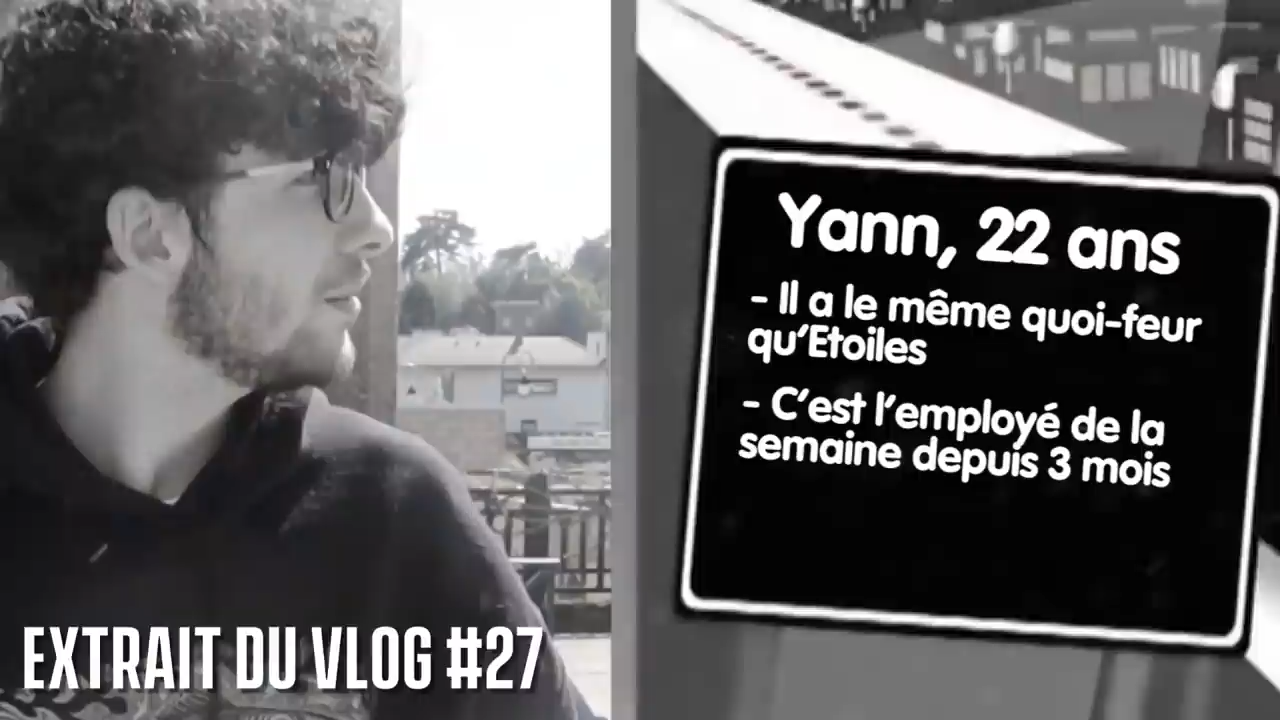 Yann, 22 ans
- Il a le même quoi-feur
qu'Etoiles
- C'est l'employé de la
semaine depuis 3 mois
EXTRAIT DU VLOG #27